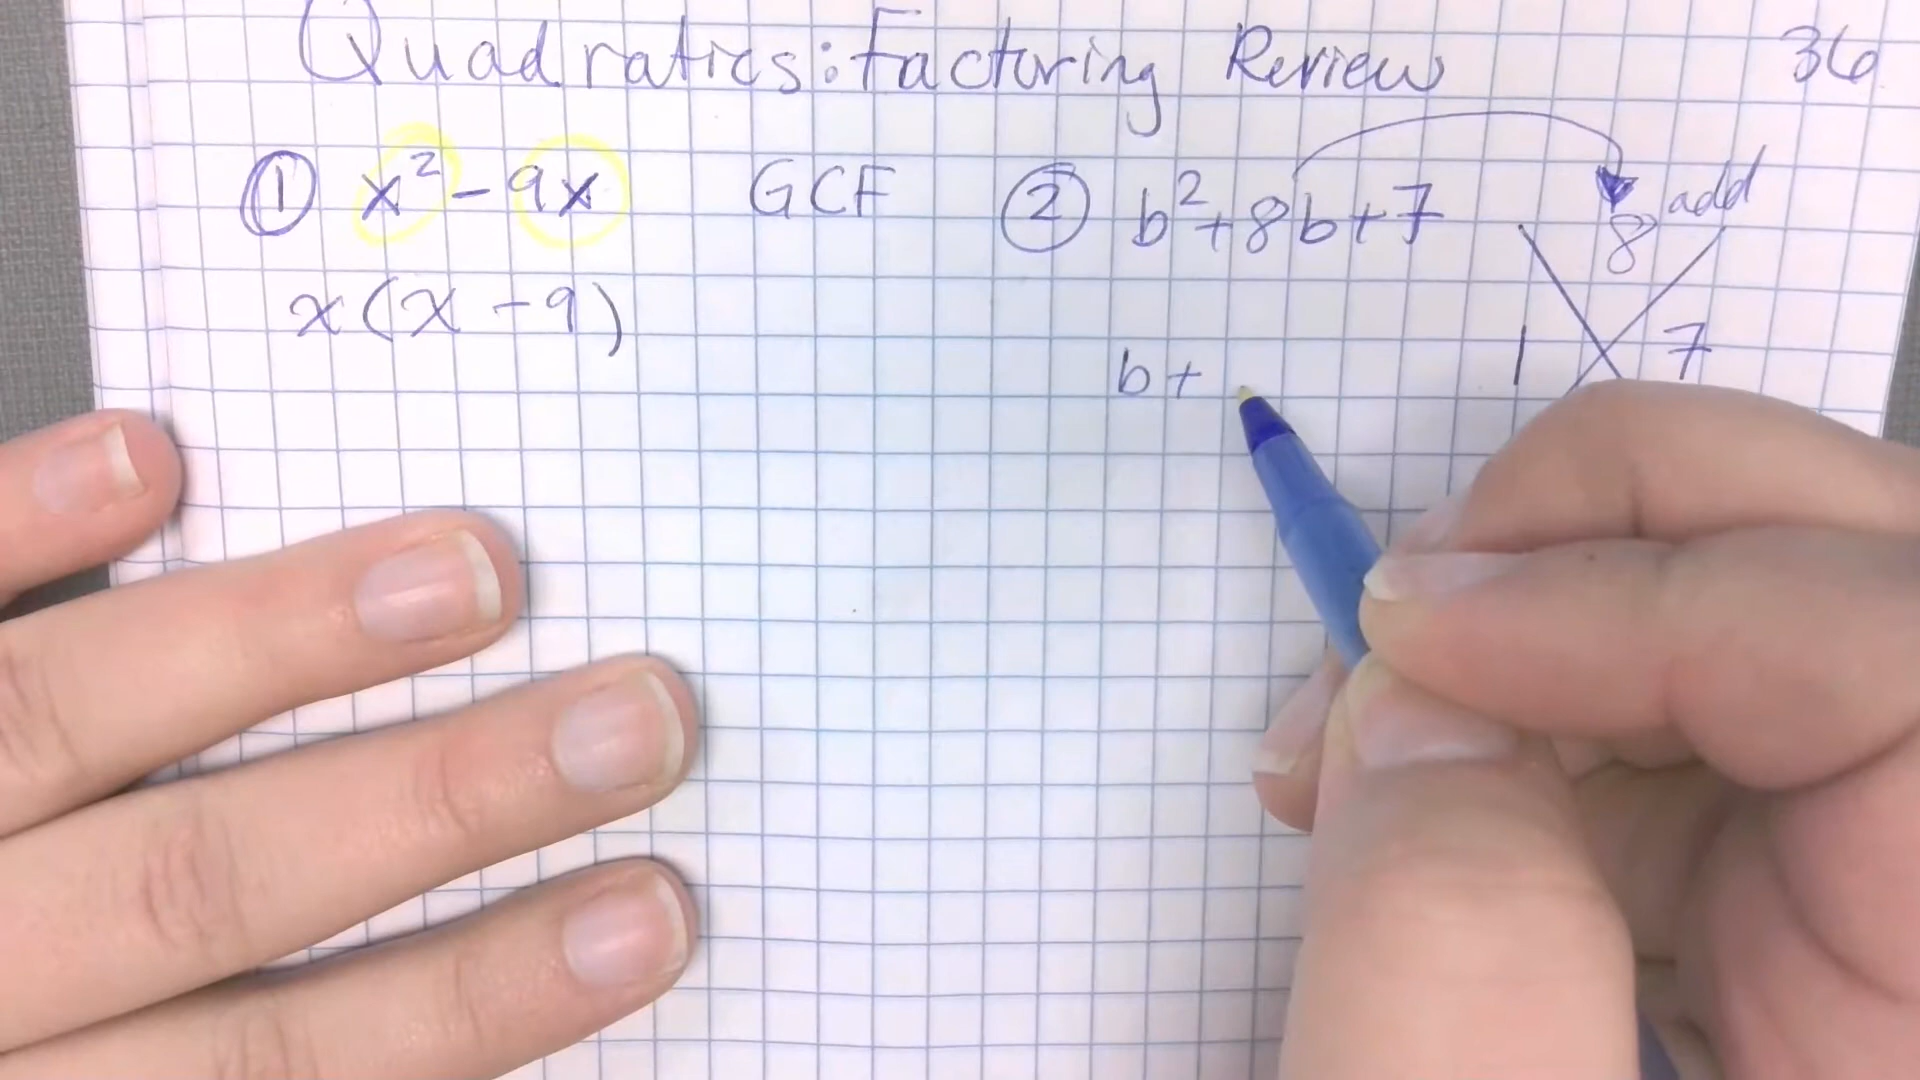 Quadratics: Factoring Review 36
① x² - 9x GCF
x(x - 9)
② b² + 8b + 7
b +
8 add
1 7